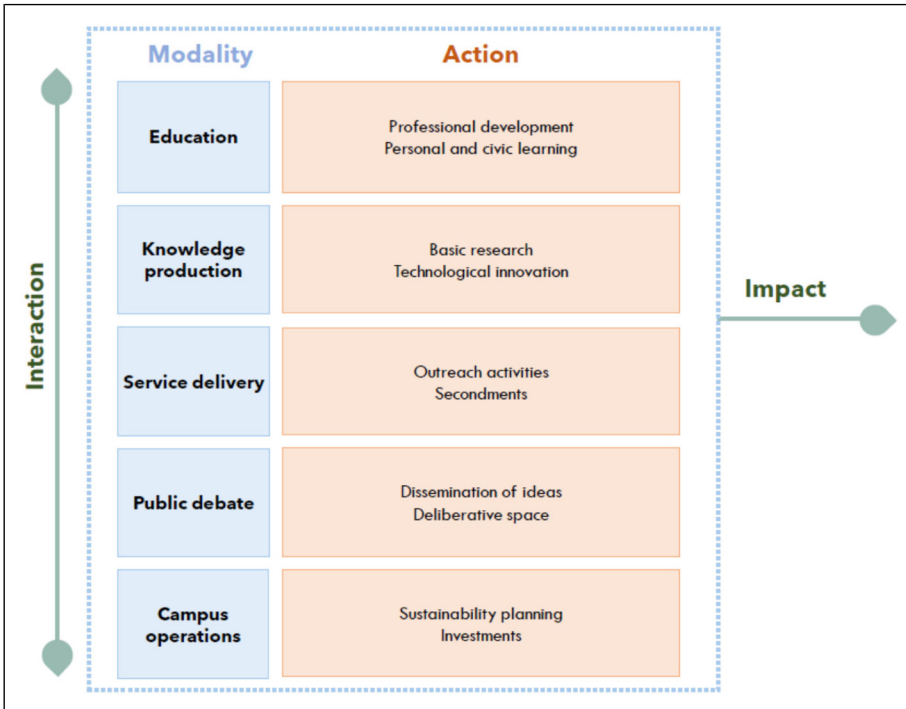 Modality
Action
Education
Professional development
Personal and civic learning
Knowledge
production
Basic research
Technological innovation
Service delivery
Outreach activities
Secondments
Public debate
Dissemination of ideas
Deliberative space
Campus
operations
Sustainability planning
Investments
Interaction
Impact